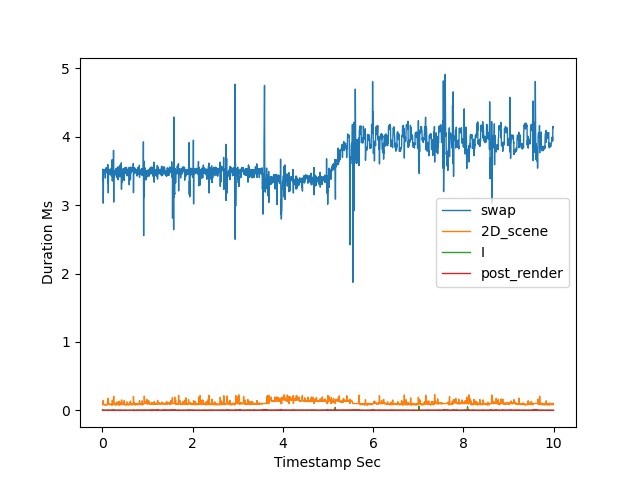 5
4
3
2
1
0
Duration Ms
swap
2D_scene
I
post_render
0 2 4 6 8 10
Timestamp Sec